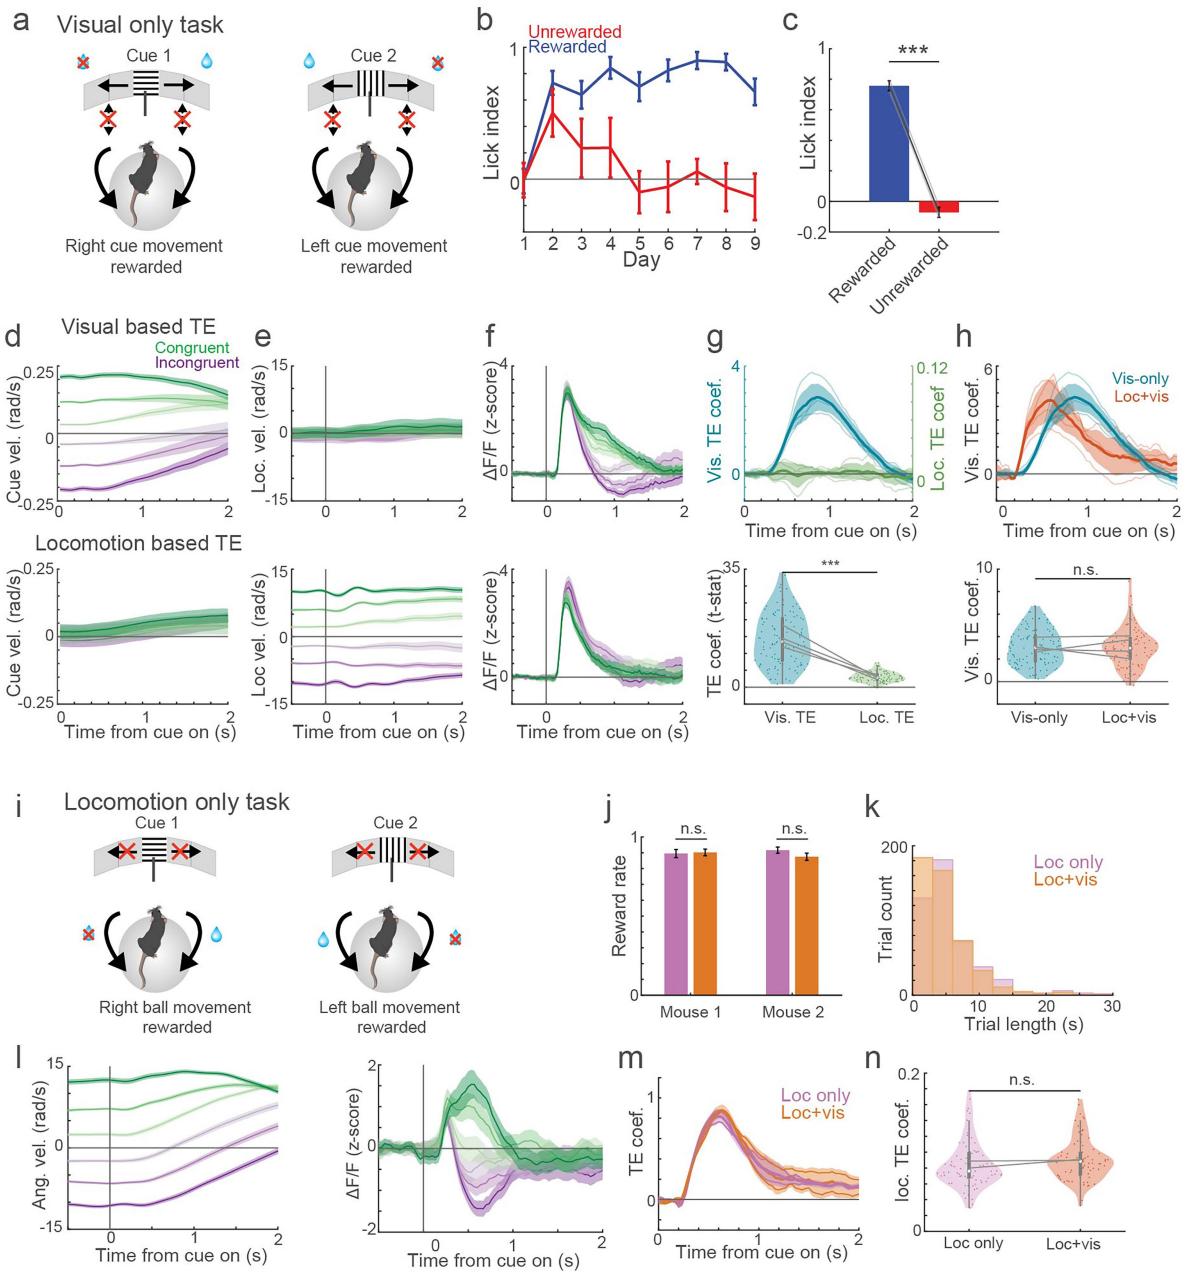 a
Visual only task
Cue 1
Cue 2
Right cue movement
rewarded
Left cue movement
rewarded
b
Unrewarded
Rewarded
Lick index
1
0
1 2 3 4 5 6 7 8 9
Day
c
***
Lick index
1
0
-0.2
Rewarded
Unrewarded
d
Visual based TE
Congruent
Incongruent
Cue vel. (rad/s)
0.25
0
-0.25
0 1 2
Locomotion based TE
Cue vel. (rad/s)
0.25
0
-0.25
0 1 2
Time from cue on (s)
e
Loc. vel. (rad/s)
15
0
-15
0 1 2
Loc vel. (rad/s)
15
0
-15
0 1 2
Time from cue on (s)
f
ΔF/F (z-score)
4
0
0 2
ΔF/F (z-score)
4
0
0 2
Time from cue on (s)
g
Vis. TE coef.
4
0
Loc. TE coef
0.12
0
0 1 2
Time from cue on (s)
TE coef. (t-stat)
35
0
***
Vis. TE Loc. TE
h
Vis-only
Loc+vis
Vis. TE coef.
6
0
0 1 2
Time from cue on (s)
Vis. TE coef.
10
0
n.s.
Vis-only Loc+vis
i
Locomotion only task
Cue 1
Cue 2
Right ball movement
rewarded
Left ball movement
rewarded
j
n.s. n.s.
Reward rate
1
0
Mouse 1 Mouse 2
k
Loc only
Loc+vis
Trial count
200
0
0 10 20 30
Trial length (s)
l
Ang. vel. (rad/s)
15
0
-15
0 1 2
Time from cue on (s)
ΔF/F (z-score)
2
0
-2
0 1 2
Time from cue on (s)
m
Loc only
Loc+vis
TE coef.
1
0
0 1 2
Time from cue on (s)
n
n.s.
loc. TE coef.
0.2
0.1
0
Loc only Loc+vis